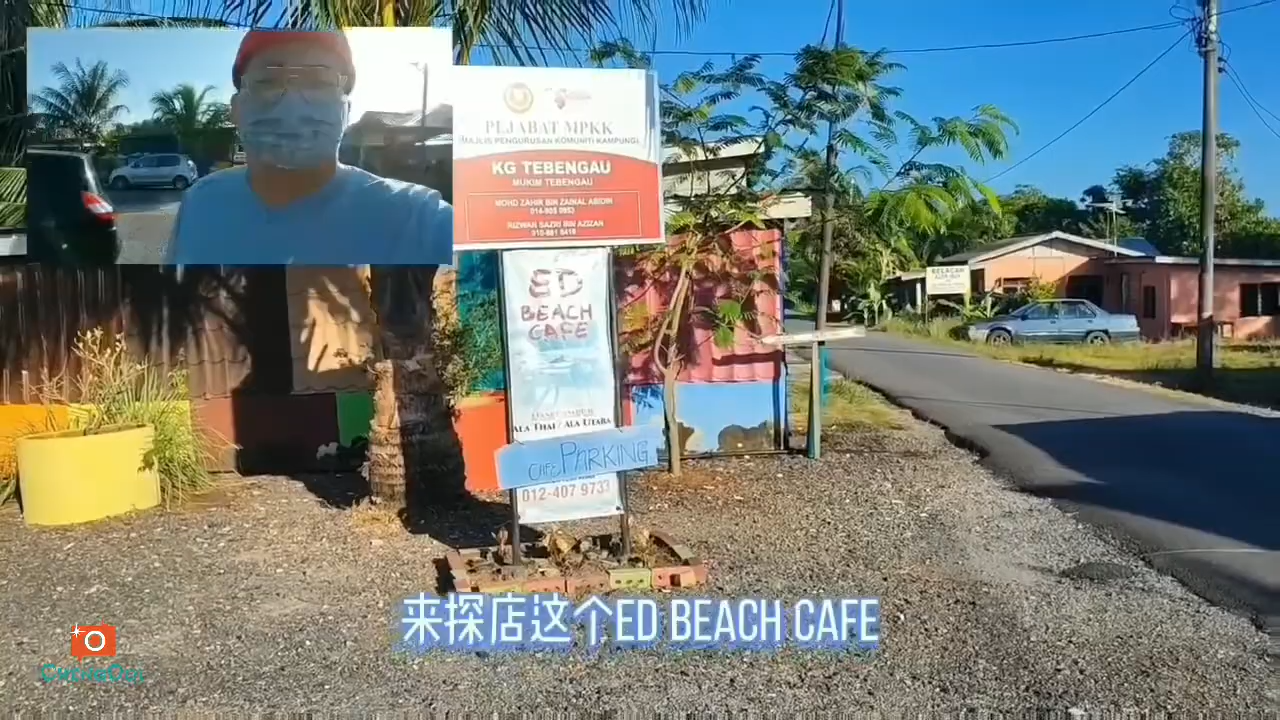 PEJABAT MPKK
(MAJLIS PENGURUSAN KOMUNITI KAMPUNG)
KG TEBENGAU
MUKIM TEBENGAU
MOHD ZAHIR BIN ZAINAL ABIDIN
RIZWAN SAZRI BIN AZIZAN
ED
BEACH
CAFE
ALA THAI / ALA UTARA
CAFE PARKING
012-407 9733
BELACAN
来探店这个ED BEACH CAFE